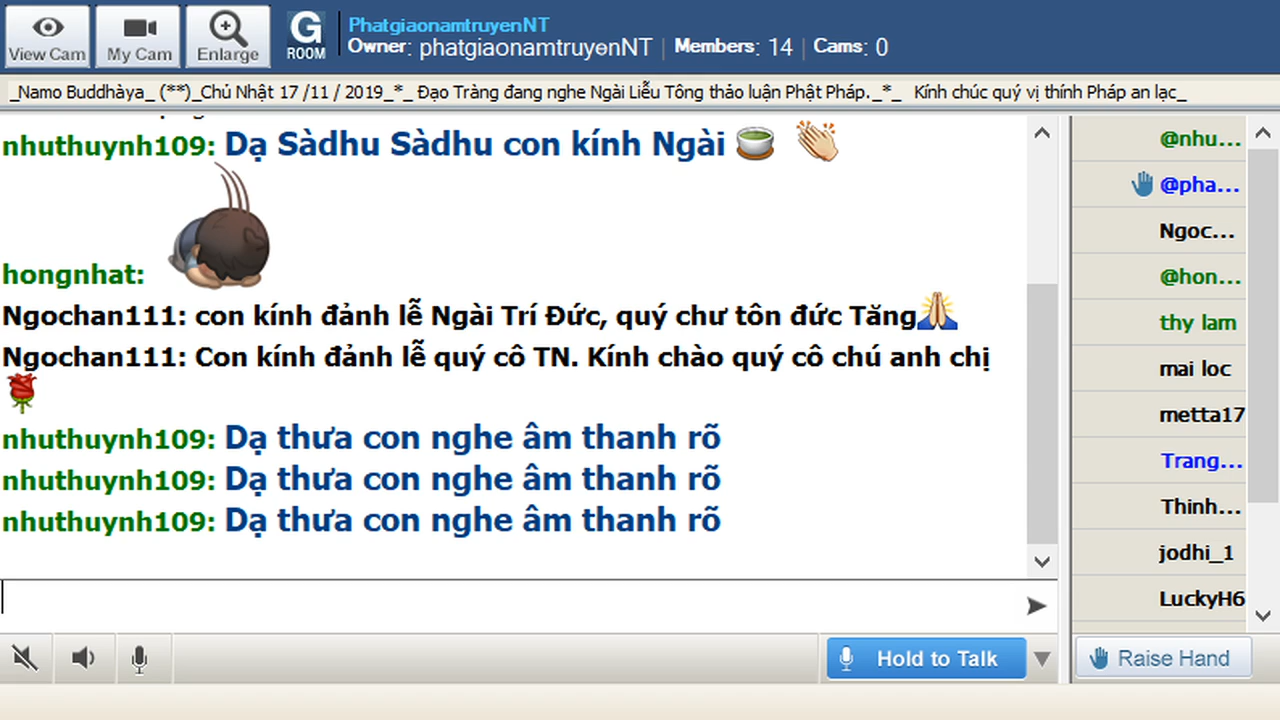 View Cam
My Cam
Enlarge
G
ROOM
PhatgiaonamtruyenNT
Owner: phatgiaonamtruyenNT | Members: 14 | Cams: 0
_Namo Buddhàya_ (**)_Chủ Nhật 17 /11 / 2019_*_ Đạo Tràng đang nghe Ngài Liễu Tông thảo luận Phật Pháp._*_ Kính chúc quý vị thính Pháp an lạc_
nhuthuynh109: Dạ Sàdhu Sàdhu con kính Ngài
hongnhat:
Ngochan111: con kính đảnh lễ Ngài Trí Đức, quý chư tôn đức Tăng
Ngochan111: Con kính đảnh lễ quý cô TN. Kính chào quý cô chú anh chị
nhuthuynh109: Dạ thưa con nghe âm thanh rõ
nhuthuynh109: Dạ thưa con nghe âm thanh rõ
nhuthuynh109: Dạ thưa con nghe âm thanh rõ
@nhu...
@pha...
Ngoc...
@hon...
thy lam
mai loc
metta17
Trang...
Thinh...
jodhi_1
LuckyH6
Hold to Talk
Raise Hand